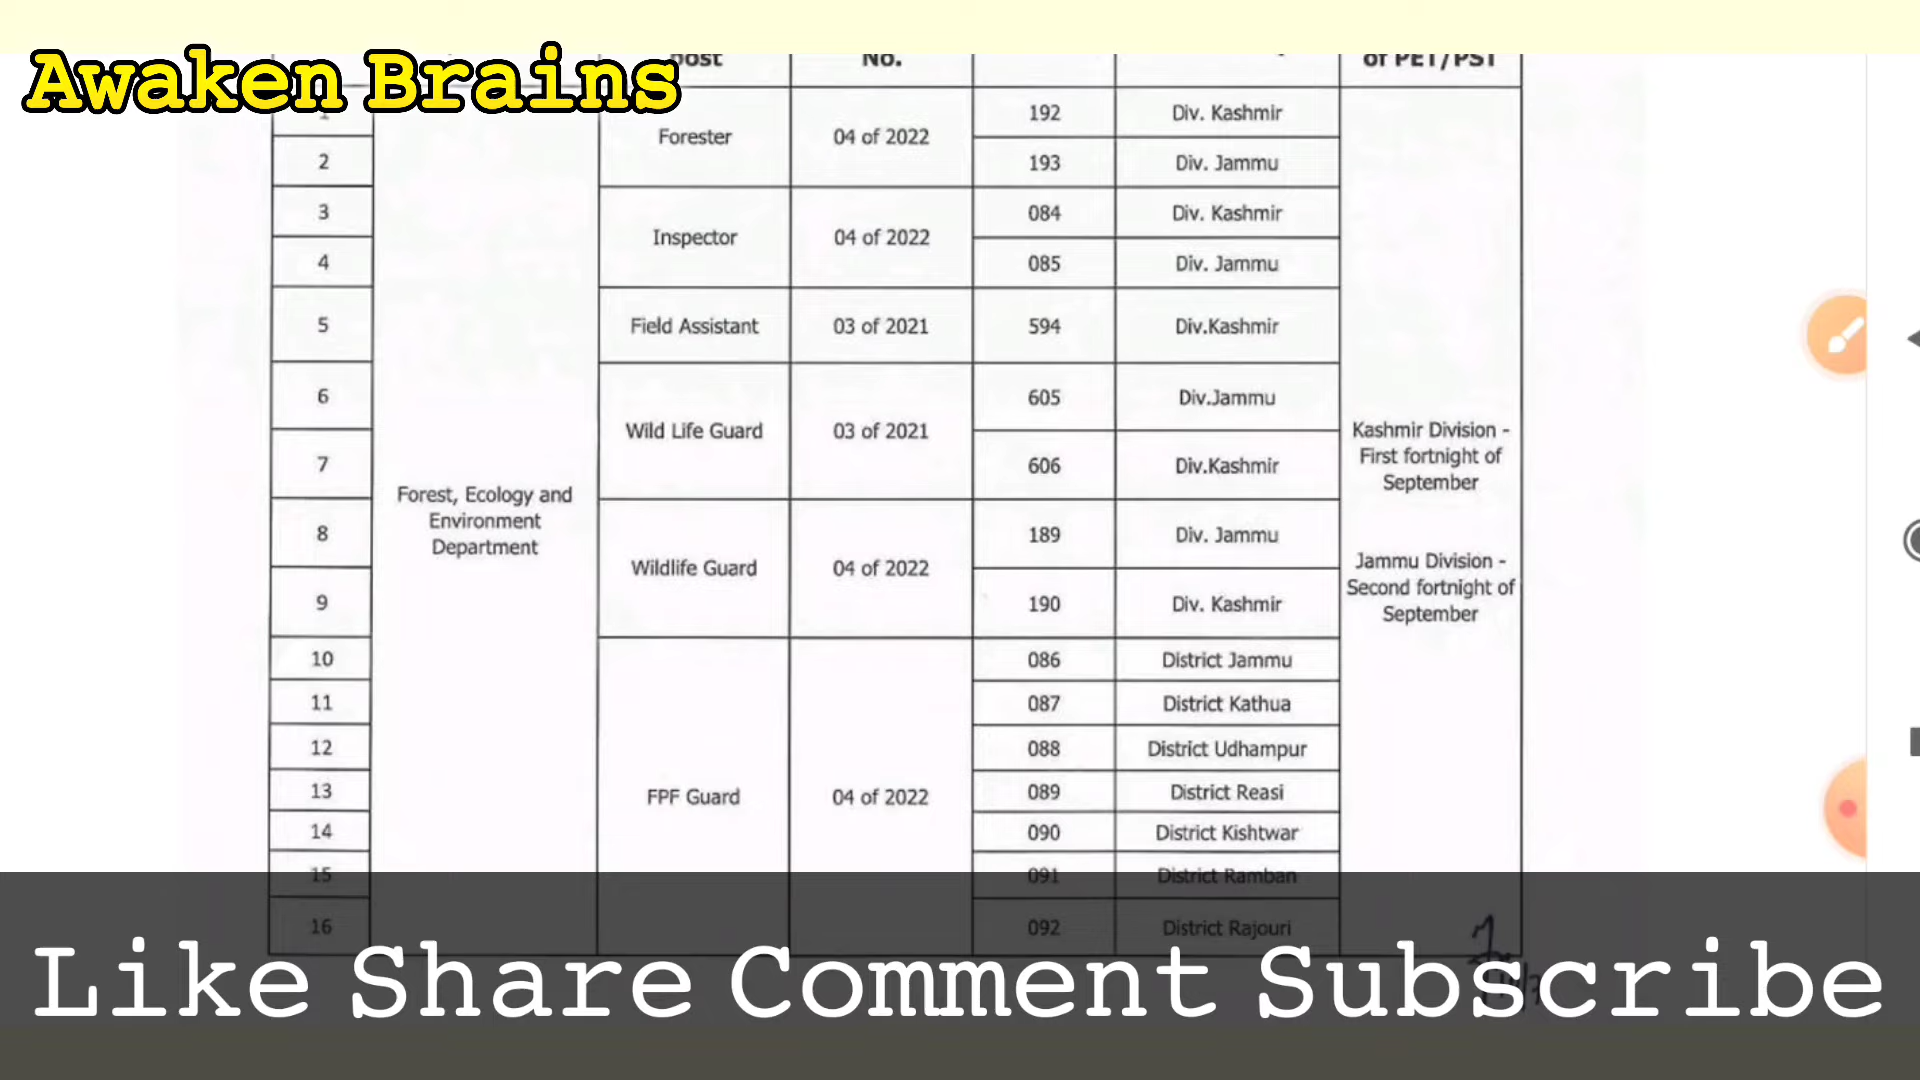 Awaken Brains
post No. of PET/PST
1 Forester 04 of 2022 192 Div. Kashmir
2 193 Div. Jammu
3 Inspector 04 of 2022 084 Div. Kashmir
4 085 Div. Jammu
5 Field Assistant 03 of 2021 594 Div.Kashmir
6 Wild Life Guard 03 of 2021 605 Div.Jammu
7 606 Div.Kashmir
Kashmir Division -
First fortnight of
September
Forest, Ecology and
Environment
Department
8 Wildlife Guard 04 of 2022 189 Div. Jammu
9 190 Div. Kashmir
Jammu Division -
Second fortnight of
September
10 086 District Jammu
11 087 District Kathua
12 088 District Udhampur
13 FPF Guard 04 of 2022 089 District Reasi
14 090 District Kishtwar
15 091 District Ramban
16 092 District Rajouri
Like Share Comment Subscribe